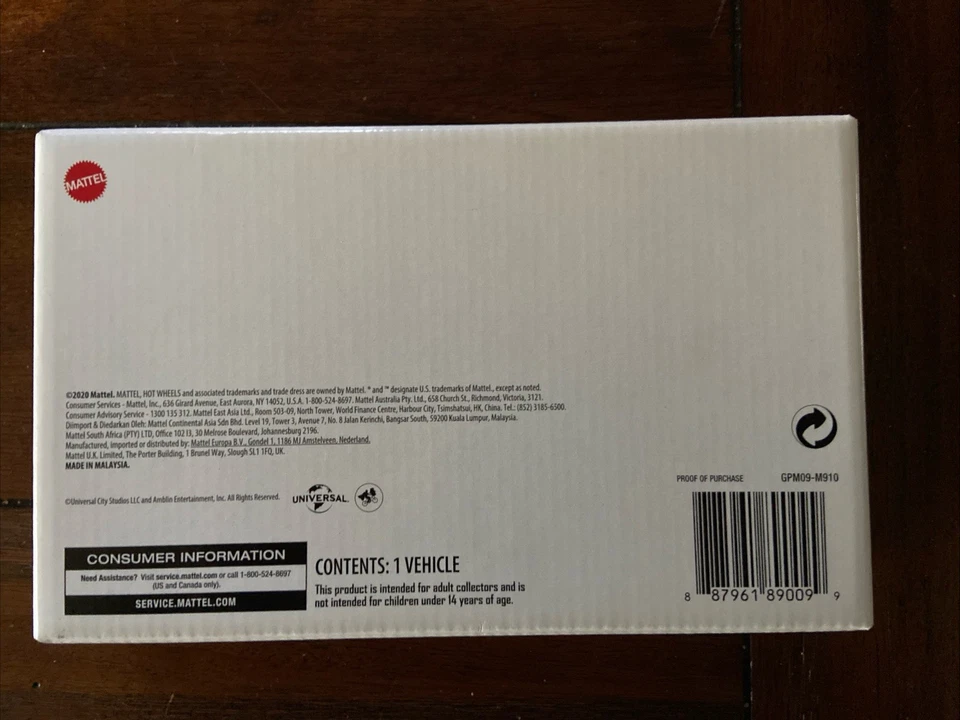 MATTEL
©2020 Mattel. MATTEL, HOT WHEELS and associated trademarks and trade dress are owned by Mattel. ® and ™ designate U.S. trademarks of Mattel, except as noted.
Consumer Services - Mattel, Inc., 636 Girard Avenue, East Aurora, NY 14052, U.S.A. 1-800-524-8697. Mattel Australia Pty. Ltd., 658 Church St., Richmond, Victoria, 3121.
Consumer Advisory Service - 1300 135 312. Mattel East Asia Ltd., Room 503-09, North Tower, World Finance Centre, Harbour City, Tsimshatsui, HK, China. Tel.: (852) 3185-6500.
Diimport & Diedarkan Oleh: Mattel Continental Asia Sdn Bhd. Level 19, Tower 3, Avenue 7, No. 8 Jalan Kerinchi, Bangsar South, 59200 Kuala Lumpur, Malaysia.
Mattel South Africa (PTY) LTD, Office 102 I3, 30 Melrose Boulevard, Johannesburg 2196.
Manufactured, imported or distributed by: Mattel Europa B.V., Gondel 1, 1186 MJ Amstelveen, Nederland.
Mattel U.K. Limited, The Porter Building, 1 Brunel Way, Slough SL1 1FQ, UK.
MADE IN MALAYSIA.
PROOF OF PURCHASE GPM09-M910
©Universal City Studios LLC and Amblin Entertainment, Inc. All Rights Reserved. UNIVERSAL
CONSUMER INFORMATION
Need Assistance? Visit service.mattel.com or call 1-800-524-8697
(US and Canada only).
SERVICE.MATTEL.COM
CONTENTS: 1 VEHICLE
This product is intended for adult collectors and is
not intended for children under 14 years of age.
8 87961 89009 9